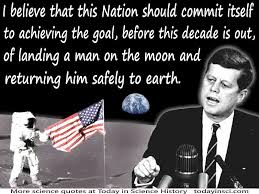 I believe that this Nation should commit itself
to achieving the goal, before this decade is out,
of landing a man on the moon and
returning him safely to earth.
More science quotes at Today in Science History todayinsci.com